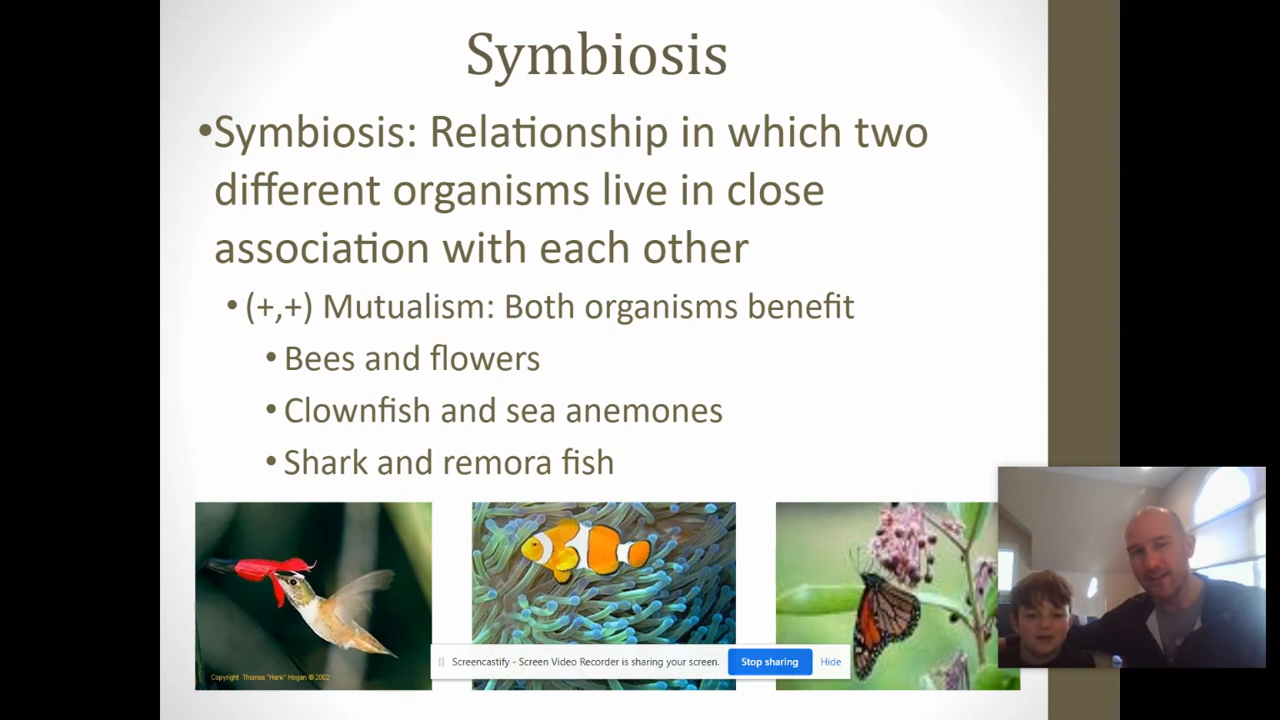 Symbiosis
•Symbiosis: Relationship in which two
different organisms live in close
association with each other
• (+,+) Mutualism: Both organisms benefit
• Bees and flowers
• Clownfish and sea anemones
• Shark and remora fish
Screencastify - Screen Video Recorder is sharing your screen. Stop sharing Hide
Copyright Thomas "Hank" Hogan © 2002